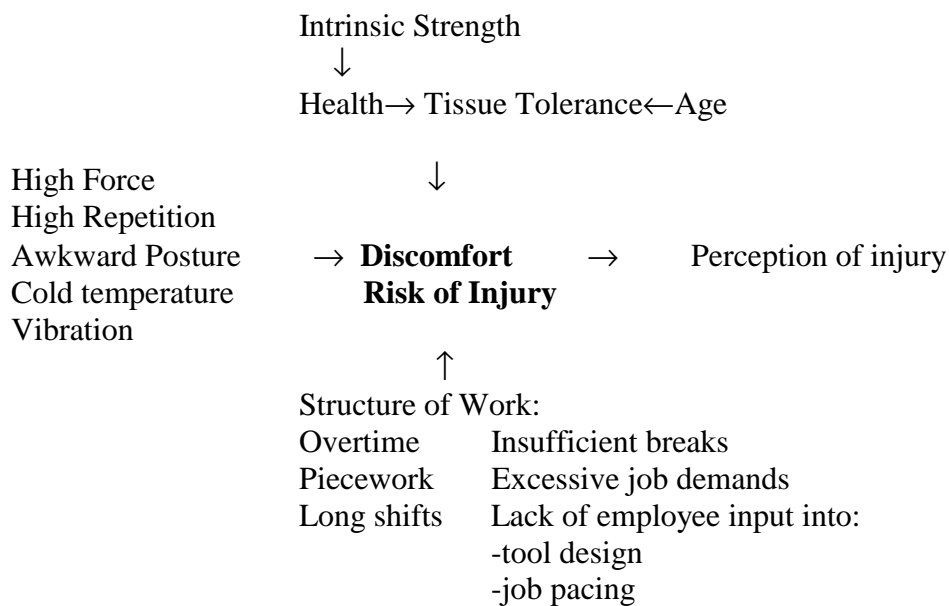 Intrinsic Strength
↓
Health→ Tissue Tolerance←Age
High Force ↓
High Repetition
Awkward Posture → Discomfort → Perception of injury
Cold temperature Risk of Injury
Vibration
↑
Structure of Work:
Overtime Insufficient breaks
Piecework Excessive job demands
Long shifts Lack of employee input into:
-tool design
-job pacing